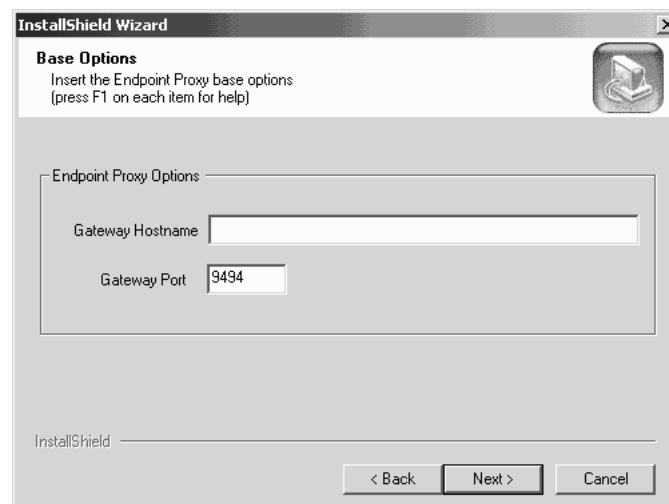 InstallShield Wizard
Base Options
Insert the Endpoint Proxy base options
(press F1 on each item for help)
Endpoint Proxy Options
Gateway Hostname
Gateway Port 9494
InstallShield
< Back Next > Cancel